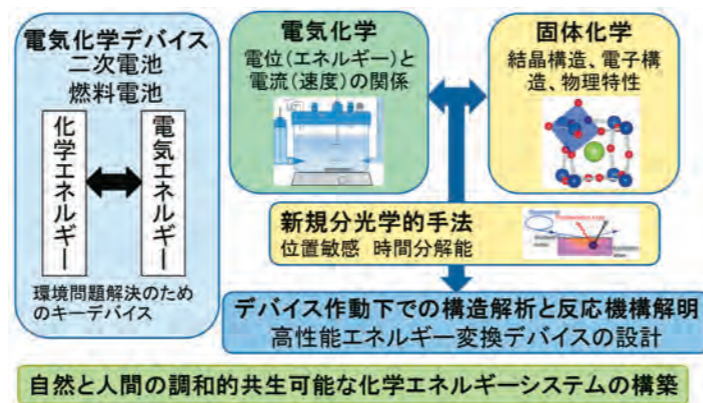 電気化学デバイス
二次電池
燃料電池
化学エネルギー
電気エネルギー
環境問題解決のため
のキーデバイス
電気化学
電位(エネルギー)と
電流(速度)の関係
固体化学
結晶構造、電子構
造、物理特性
新規分光学的手法
位置敏感 時間分解能
デバイス作動下での構造解析と反応機構解明
高性能エネルギー変換デバイスの設計
自然と人間の調和的共生可能な化学エネルギーシステムの構築